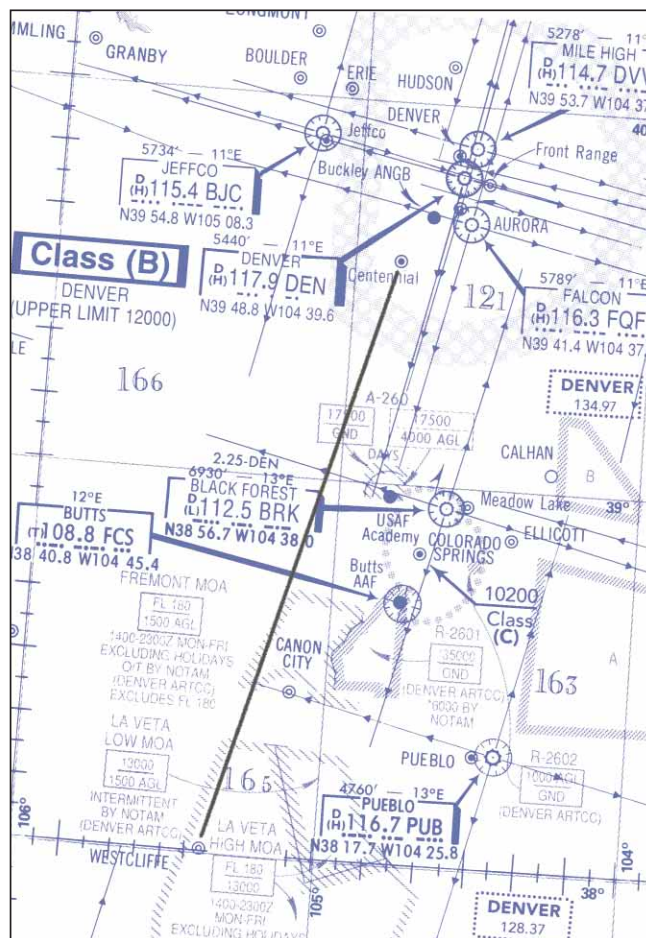 GRANBY
BOULDER
ERIE
HUDSON
5278' — 11°
MILE HIGH
D
(H) 114.7 DVV
N39 53.7 W104 37
40
DENVER
Jeffco
Front Range
5734' — 11°E
JEFFCO
D
(H) 115.4 BJC
N39 54.8 W105 08.3
Buckley ANGB
AURORA
Class (B)
DENVER
(UPPER LIMIT 12000)
5440' — 11°E
DENVER
D
(H) 117.9 DEN
N39 48.8 W104 39.6
Centennial
121
5789' — 11°E
FALCON
D
(H) 116.3 FQF
N39 41.4 W104 37
LE
166
A-260
17500
GND
17500
4000 AGL
DAYS
DENVER
134.97
CALHAN
B
2.25-DEN
6930' — 13°E
BLACK FOREST
D
(L) 112.5 BRK
N38 56.7 W104 38.0
USAF
Academy
Meadow Lake
39°
ELLICOTT
COLORADO
SPRINGS
12°E
BUTTS
(T) 108.8 FCS
38 40.8 W104 45.4
Butts
AAF
10200
Class
(C)
FREMONT MOA
FL 180
1500 AGL
1400-2300Z MON-FRI
EXCLUDING HOLIDAYS
O/T BY NOTAM
(DENVER ARTCC)
EXCLUDES FL 180
CANON
CITY
R-2601
35000
GND
(DENVER ARTCC)
6000 BY
NOTAM
A
163
LA VETA
LOW MOA
13000
1500 AGL
INTERMITTENT
BY NOTAM
(DENVER ARTCC)
165
PUEBLO
R-2602
1000 AGL
GND
(DENVER ARTCC)
4760' — 13°E
PUEBLO
D
(H) 116.7 PUB
N38 17.7 W104 25.8
106°
WESTCLIFFE
LA VETA
HIGH MOA
FL 180
13000
1400-2300Z
MON-FRI
EXCLUDING HOLIDAYS
105°
38°
104°
DENVER
128.37